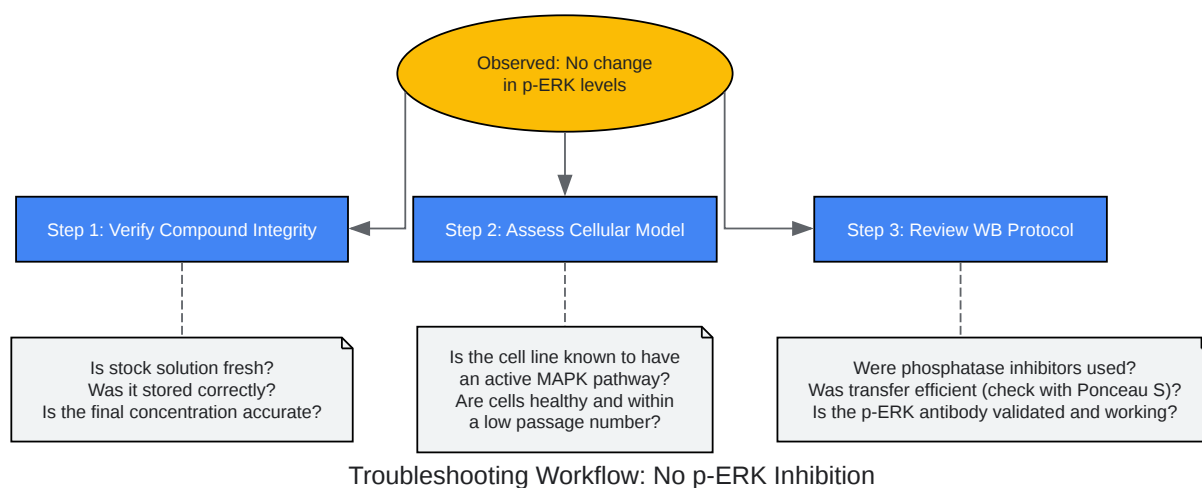 Observed: No change
in p-ERK levels
Step 1: Verify Compound Integrity
Step 2: Assess Cellular Model
Step 3: Review WB Protocol
Is stock solution fresh?
Was it stored correctly?
Is the final concentration accurate?
Is the cell line known to have
an active MAPK pathway?
Are cells healthy and within
a low passage number?
Were phosphatase inhibitors used?
Was transfer efficient (check with Ponceau S)?
Is the p-ERK antibody validated and working?
Troubleshooting Workflow: No p-ERK Inhibition